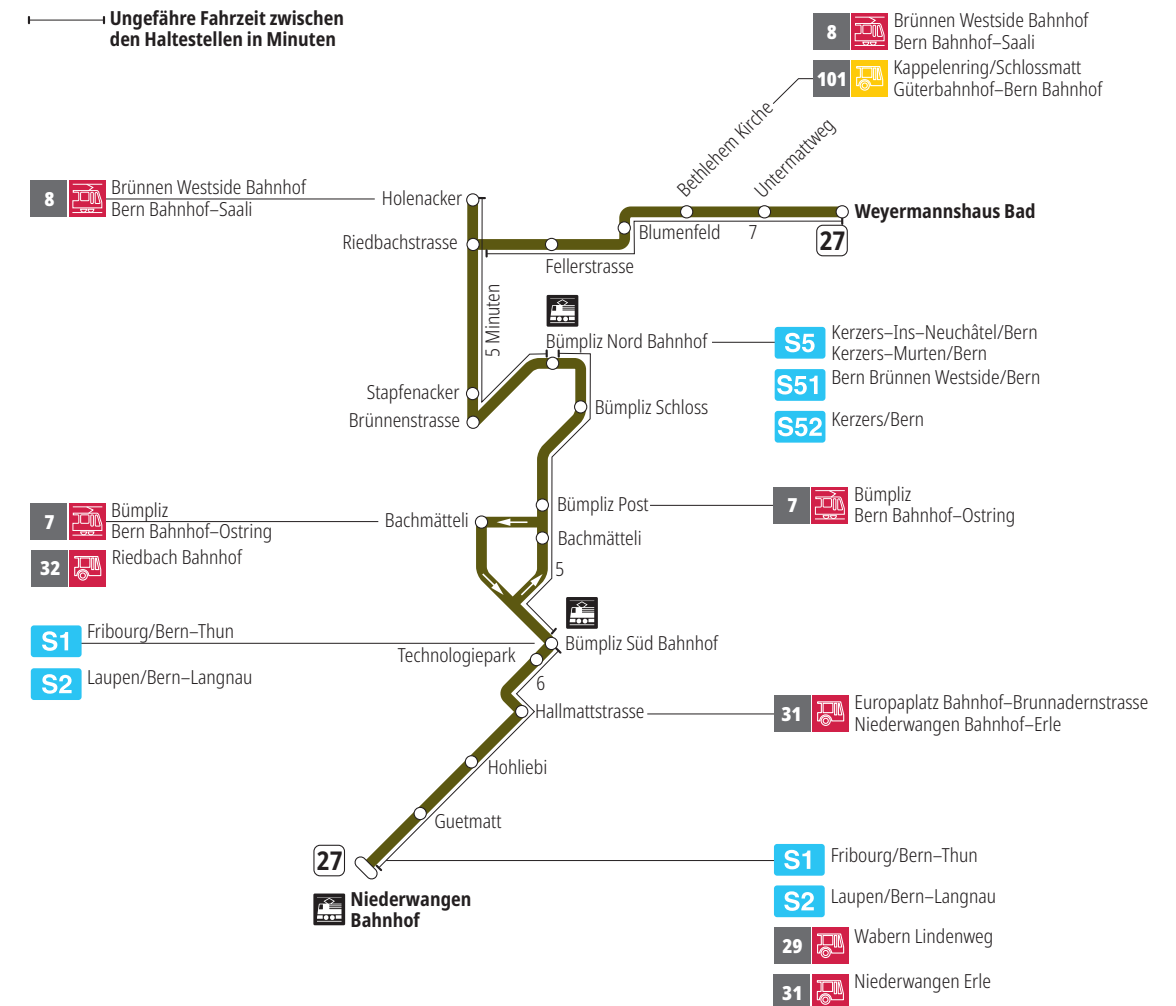 Ungefähre Fahrzeit zwischen
den Haltestellen in Minuten
8 Brünnen Westside Bahnhof
Bern Bahnhof–Saali
101 Kappelenring/Schlossmatt
Güterbahnhof–Bern Bahnhof
Bethlehem Kirche
Untermattweg
8 Brünnen Westside Bahnhof
Bern Bahnhof–Saali
Holenacker
Weyermannshaus Bad
27
Blumenfeld
7
Riedbachstrasse
Fellerstrasse
5 Minuten
Bümpliz Nord Bahnhof
S5 Kerzers–Ins–Neuchâtel/Bern
Kerzers–Murten/Bern
S51 Bern Brünnen Westside/Bern
S52 Kerzers/Bern
Stapfenacker
Bümpliz Schloss
Brünnenstrasse
7 Bümpliz
Bern Bahnhof–Ostring
32 Riedbach Bahnhof
Bachmätteli
Bümpliz Post
7 Bümpliz
Bern Bahnhof–Ostring
Bachmätteli
5
S1 Fribourg/Bern–Thun
S2 Laupen/Bern–Langnau
Bümpliz Süd Bahnhof
Technologiepark
6
Hallmattstrasse
31 Europaplatz Bahnhof–Brunnadernstrasse
Niederwangen Bahnhof–Erle
Hohliebi
Guetmatt
27
Niederwangen
Bahnhof
S1 Fribourg/Bern–Thun
S2 Laupen/Bern–Langnau
29 Wabern Lindenweg
31 Niederwangen Erle